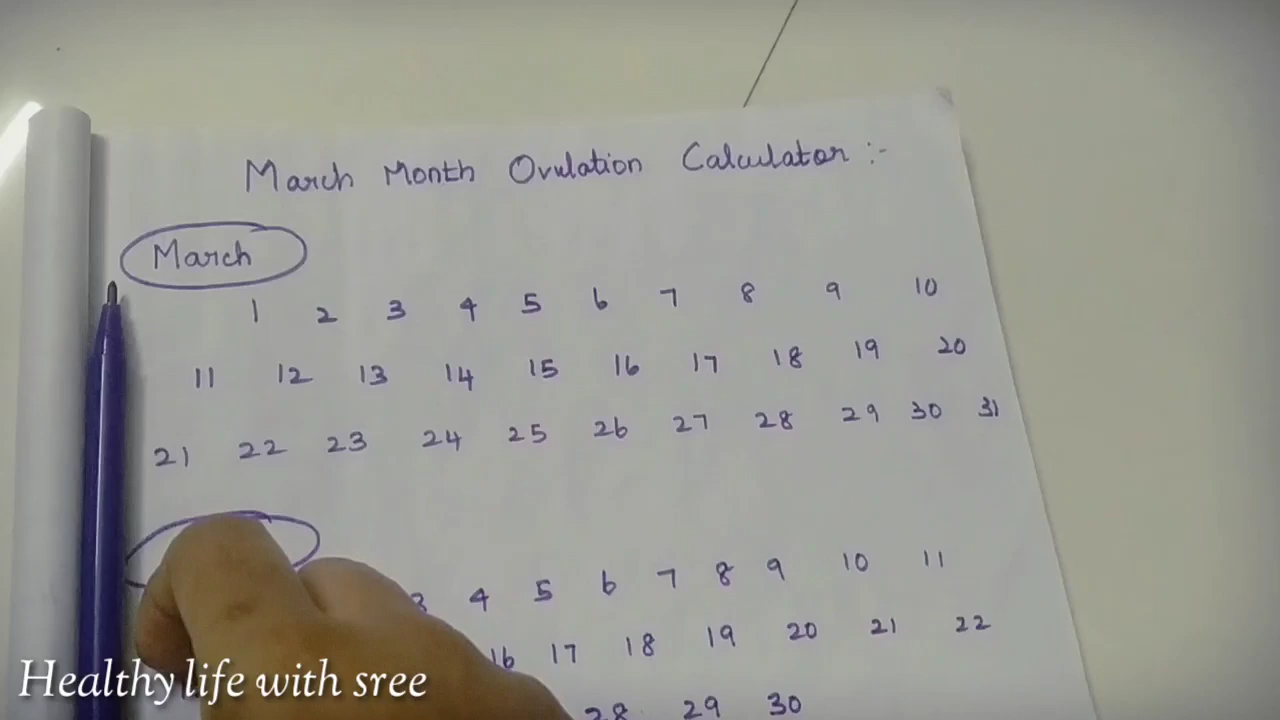 March Month Ovulation Calculator :-
March
1 2 3 4 5 6 7 8 9 10
11 12 13 14 15 16 17 18 19 20
21 22 23 24 25 26 27 28 29 30 31
3 4 5 6 7 8 9 10 11
16 17 18 19 20 21 22
28 29 30
Healthy life with sree